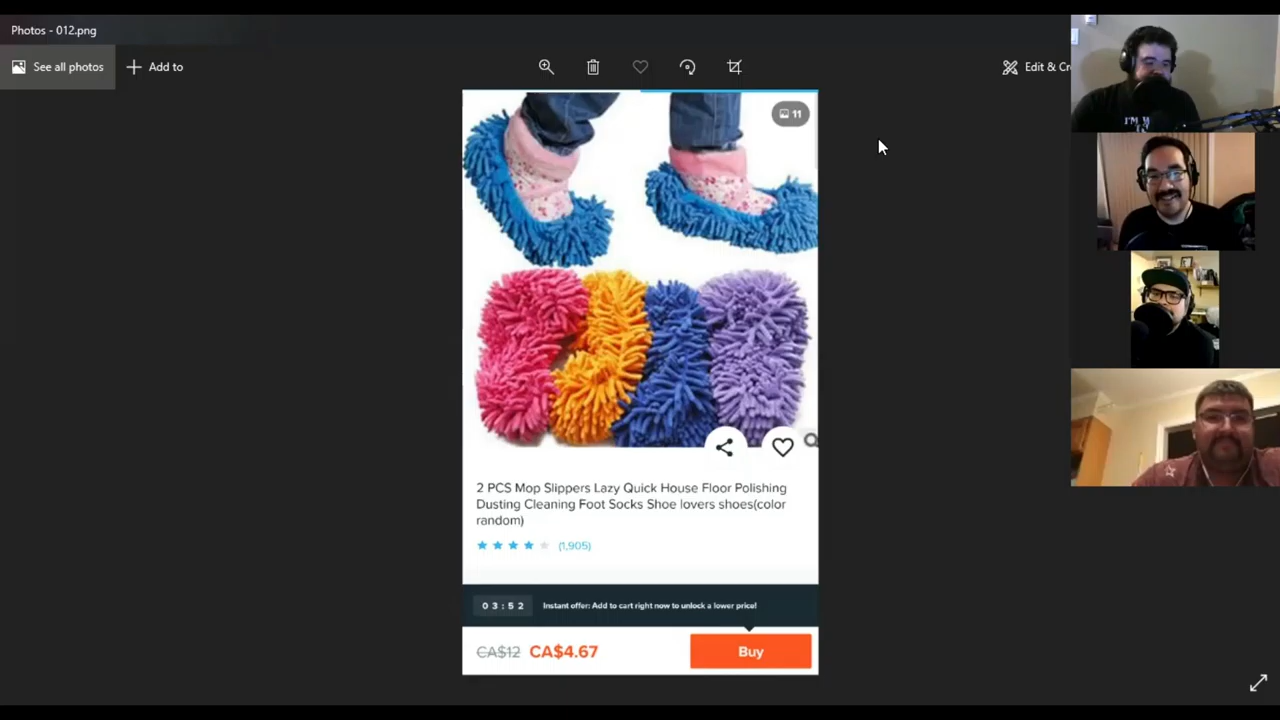 Photos - 012.png
See all photos
Add to
Edit & Cr
11
2 PCS Mop Slippers Lazy Quick House Floor Polishing
Dusting Cleaning Foot Socks Shoe lovers shoes(color
random)
(1,905)
03:52 Instant offer: Add to cart right now to unlock a lower price!
CA$12 CA$4.67 Buy
I'M